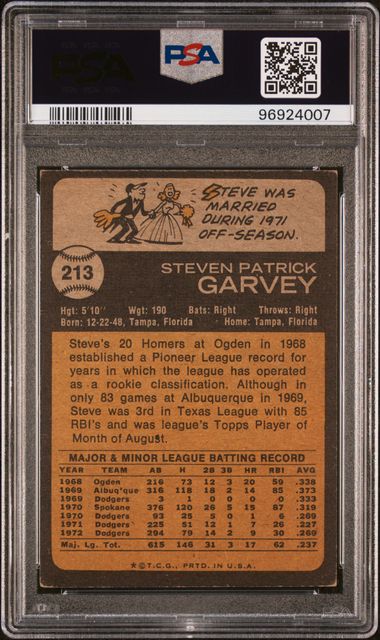 PSA
PSA
PSA
96924007
STEVE WAS
MARRIED
DURING 1971
OFF-SEASON.
213
STEVEN PATRICK
GARVEY
Hgt: 5'10" Wgt: 190 Bats: Right Throws: Right
Born: 12-22-48, Tampa, Florida Home: Tampa, Florida
Steve's 20 Homers at Ogden in 1968
established a Pioneer League record for
years in which the league has operated
as a rookie classification. Although in
only 83 games at Albuquerque in 1969,
Steve was 3rd in Texas League with 85
RBI's and was league's Topps Player of
Month of August.
MAJOR & MINOR LEAGUE BATTING RECORD
YEAR TEAM AB H 2B 3B HR RBI AVG
1968 Ogden 216 73 12 3 20 59 .338
1969 Albuq'que 316 118 18 2 14 85 .373
1969 Dodgers 3 1 0 0 0 0 .333
1970 Spokane 376 120 26 5 15 87 .319
1970 Dodgers 93 25 5 0 1 6 .269
1971 Dodgers 225 51 12 1 7 26 .227
1972 Dodgers 294 79 14 2 9 30 .269
Maj. Lg. Tot. 615 146 31 3 17 62 .237
*©T.C.G., PRTD. IN U.S.A.